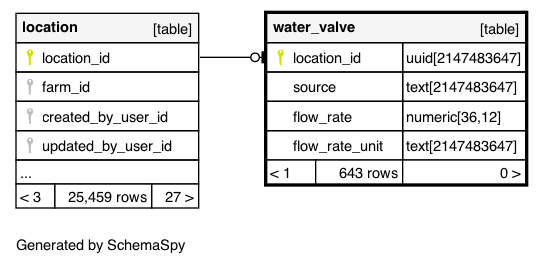 location [table]
location_id
farm_id
created_by_user_id
updated_by_user_id
...
< 3 25,459 rows 27 >
water_valve [table]
location_id uuid[2147483647]
source text[2147483647]
flow_rate numeric[36,12]
flow_rate_unit text[2147483647]
< 1 643 rows 0 >
Generated by SchemaSpy